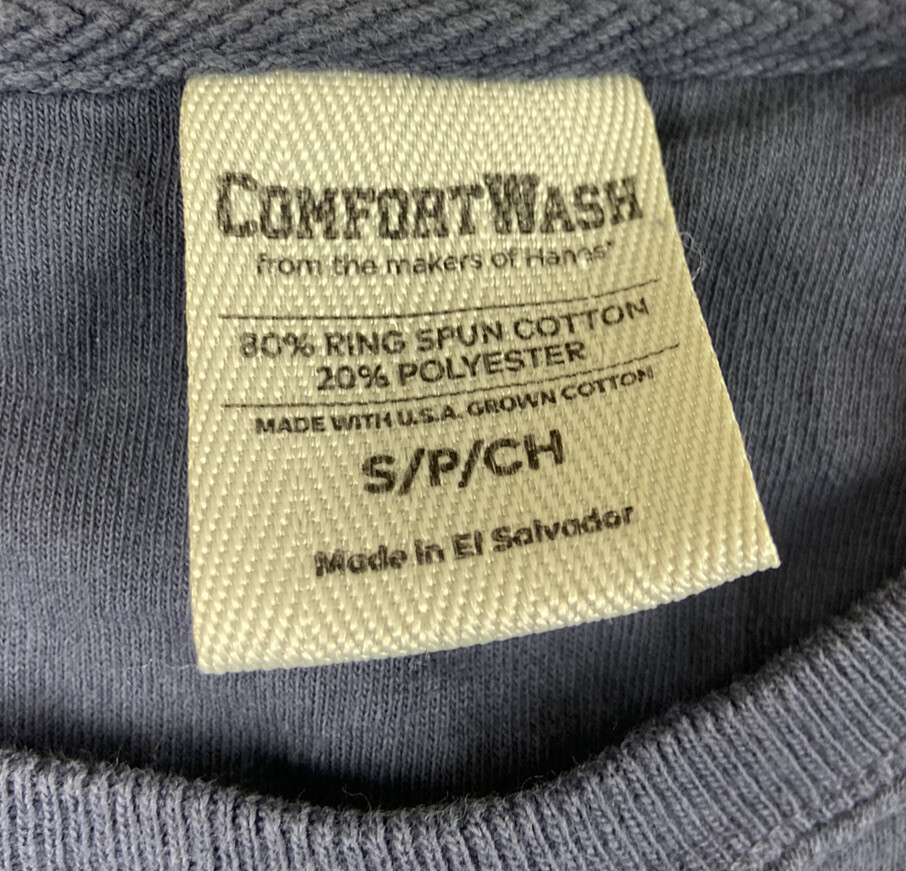 COMFORTWASH
from the makers of Hanes®
80% RING SPUN COTTON
20% POLYESTER
MADE WITH U.S.A. GROWN COTTON
S/P/CH
Made in El Salvador